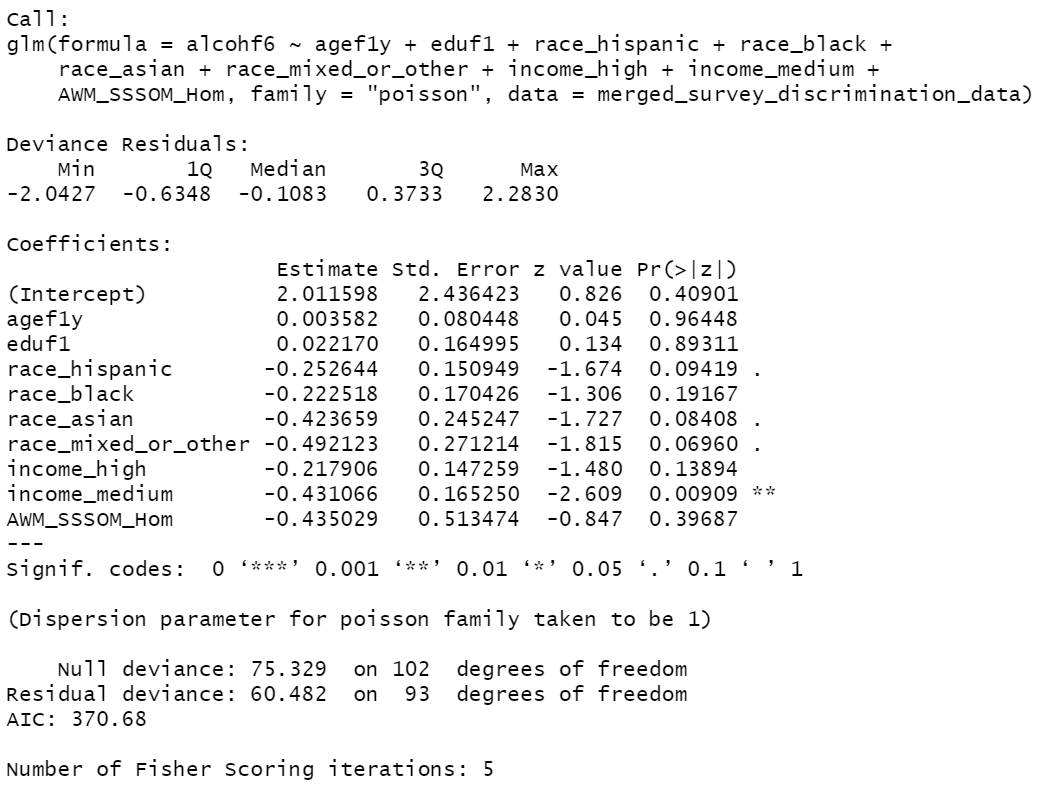 Call:
glm(formula = alcohf6 ~ agef1y + eduf1 + race_hispanic + race_black +
    race_asian + race_mixed_or_other + income_high + income_medium +
    AWM_SSSOM_Hom, family = "poisson", data = merged_survey_discrimination_data)

Deviance Residuals:
    Min       1Q   Median       3Q      Max
-2.0427  -0.6348  -0.1083   0.3733   2.2830

Coefficients:
                     Estimate Std. Error z value Pr(>|z|)
(Intercept)          2.011598   2.436423   0.826  0.40901
agef1y               0.003582   0.080448   0.045  0.96448
eduf1                0.022170   0.164995   0.134  0.89311
race_hispanic       -0.252644   0.150949  -1.674  0.09419 .
race_black          -0.222518   0.170426  -1.306  0.19167
race_asian          -0.423659   0.245247  -1.727  0.08408 .
race_mixed_or_other -0.492123   0.271214  -1.815  0.06960 .
income_high         -0.217906   0.147259  -1.480  0.13894
income_medium       -0.431066   0.165250  -2.609  0.00909 **
AWM_SSSOM_Hom       -0.435029   0.513474  -0.847  0.39687
---
Signif. codes:  0 ‘***’ 0.001 ‘**’ 0.01 ‘*’ 0.05 ‘.’ 0.1 ‘ ’ 1

(Dispersion parameter for poisson family taken to be 1)

    Null deviance: 75.329  on 102  degrees of freedom
Residual deviance: 60.482  on  93  degrees of freedom
AIC: 370.68

Number of Fisher Scoring iterations: 5